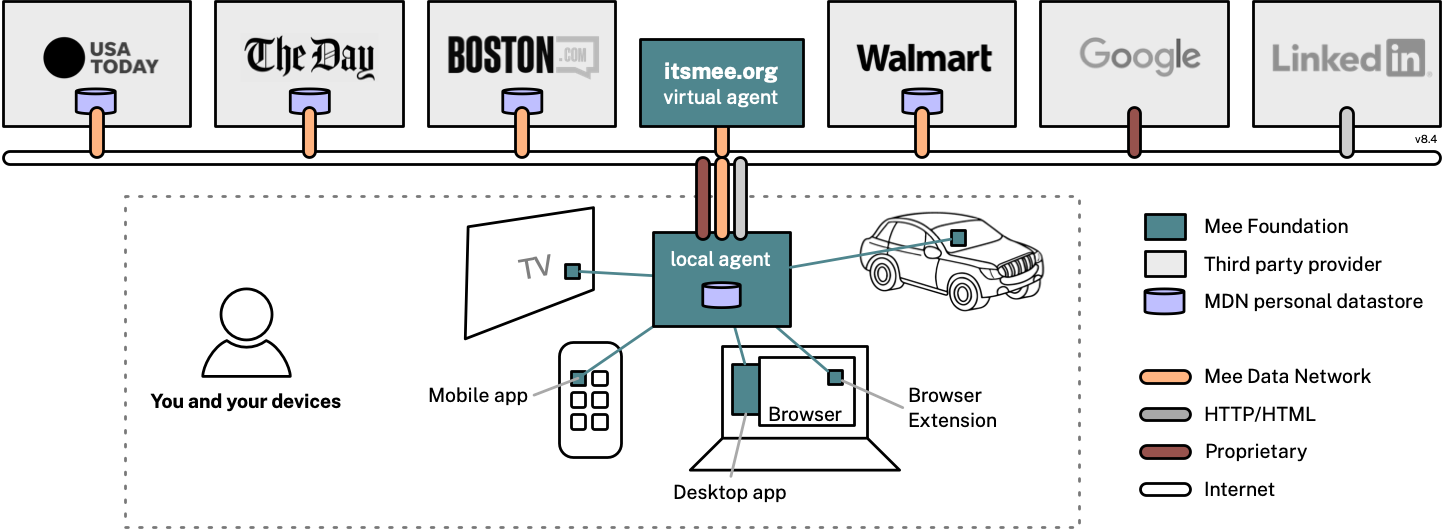 USA
TODAY
The Day
BOSTON.COM
itsmee.org
virtual agent
Walmart
Google
Linked in
v8.4
TV
local agent
You and your devices
Mobile app
Browser
Browser
Extension
Desktop app
Mee Foundation
Third party provider
MDN personal datastore
Mee Data Network
HTTP/HTML
Proprietary
Internet